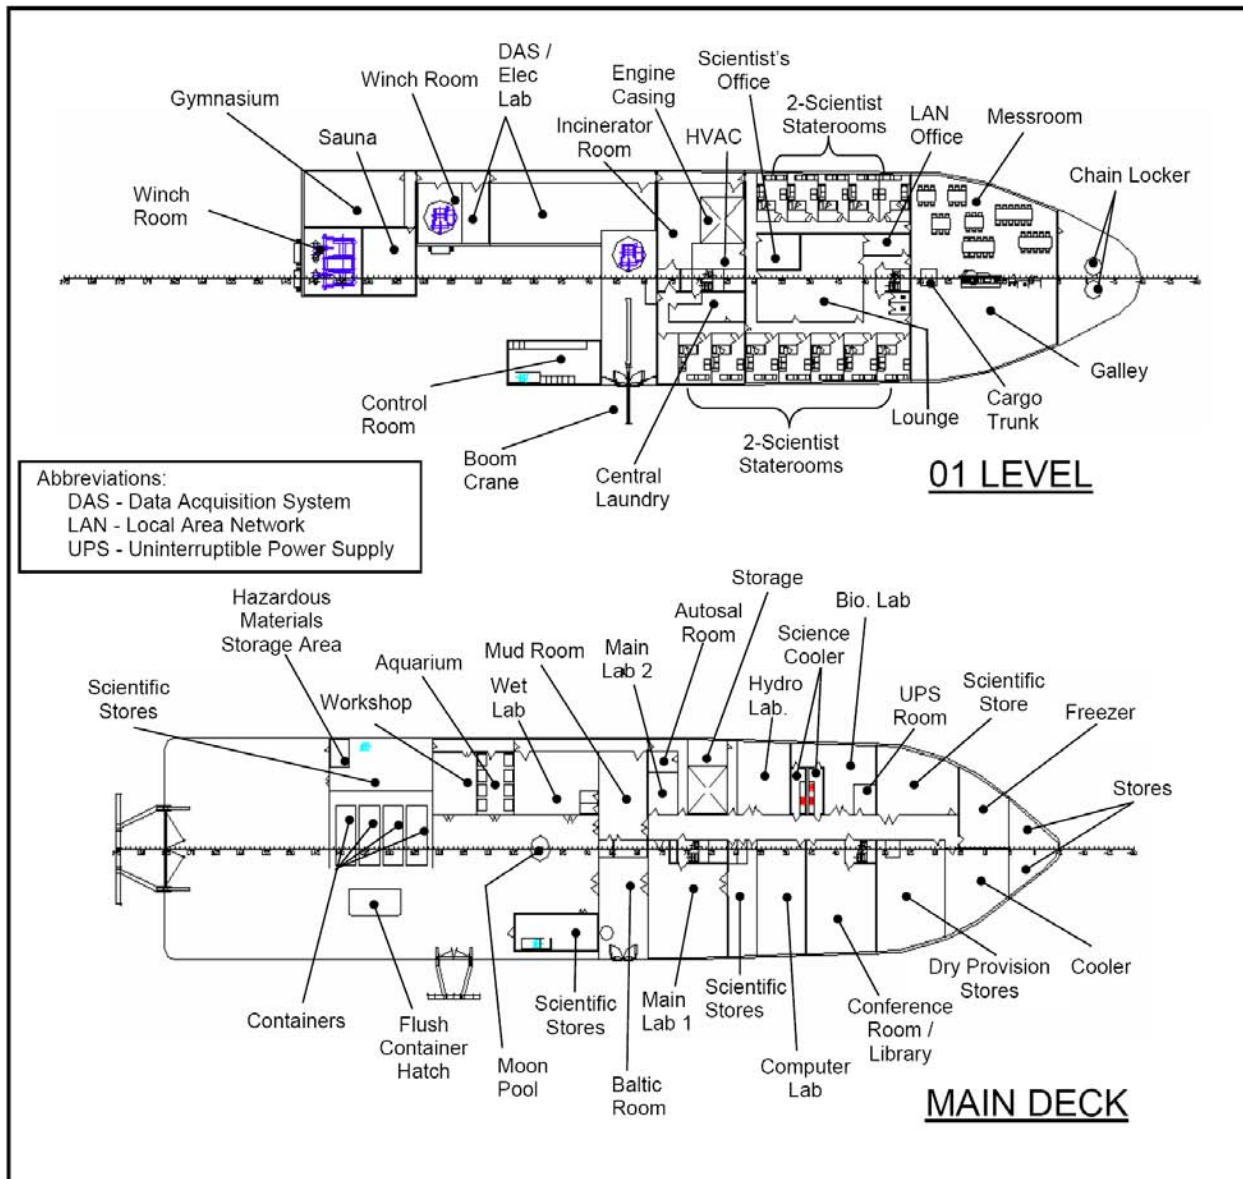 DAS /
Elec
Lab
Winch Room
Gymnasium
Sauna
Winch
Room
Incinerator
Room
Engine
Casing
Scientist's
Office
HVAC
2-Scientist
Staterooms
LAN
Office
Messroom
Chain Locker
Control
Room
Boom
Crane
Central
Laundry
2-Scientist
Staterooms
Lounge
Cargo
Trunk
Galley
01 LEVEL
Abbreviations:
DAS - Data Acquisition System
LAN - Local Area Network
UPS - Uninterruptible Power Supply
Hazardous
Materials
Storage Area
Scientific
Stores
Workshop
Aquarium
Wet
Lab
Mud Room
Main
Lab 2
Autosal
Room
Storage
Hydro
Lab.
Science
Cooler
Bio. Lab
UPS
Room
Scientific
Store
Freezer
Stores
Containers
Flush
Container
Hatch
Moon
Pool
Scientific
Stores
Baltic
Room
Main
Lab 1
Scientific
Stores
Computer
Lab
Conference
Room /
Library
Dry Provision
Stores
Cooler
MAIN DECK